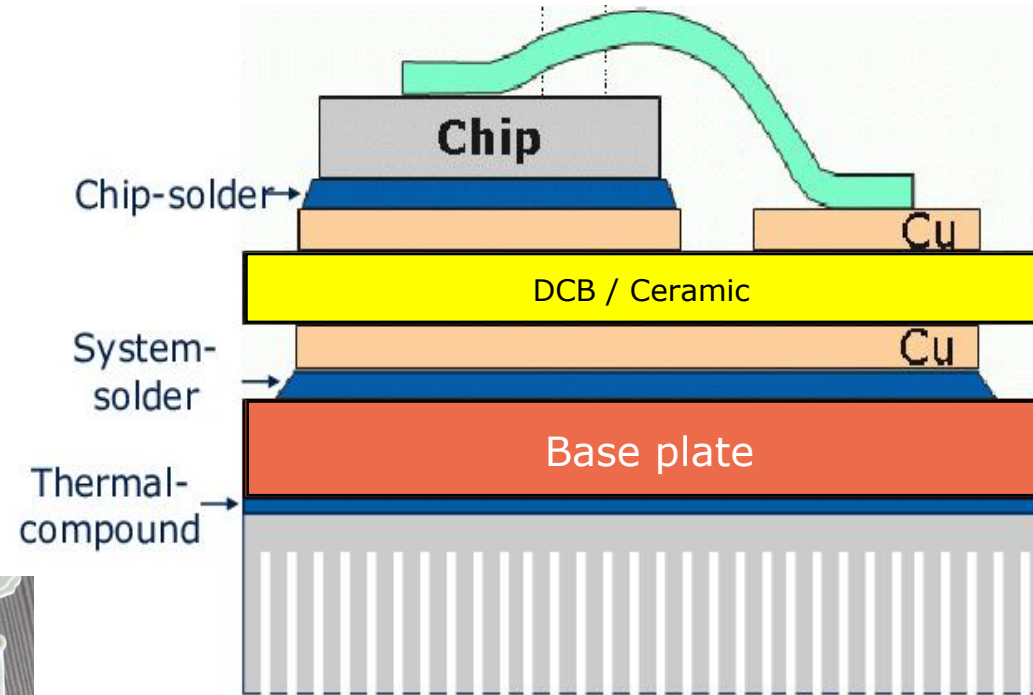 Chip
Chip-solder
Cu
DCB / Ceramic
System-
solder
Cu
Base plate
Thermal-
compound